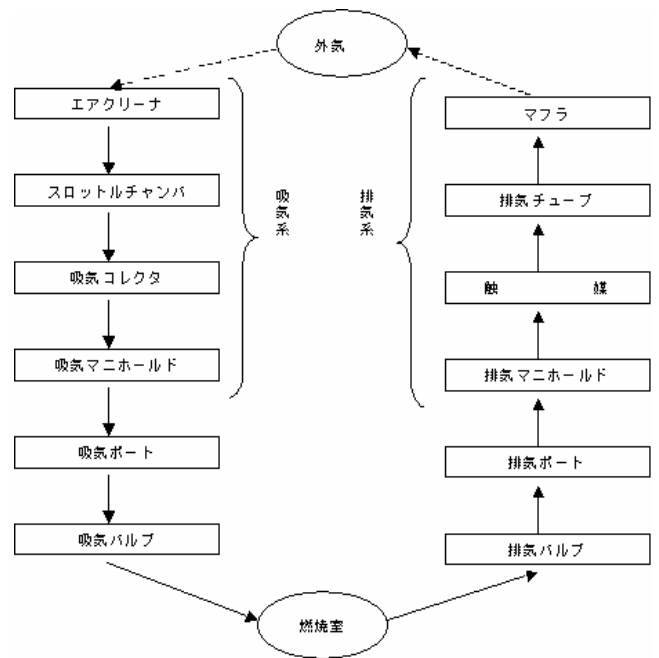 外気
エアクリーナ
スロットルチャンバ
吸気コレクタ
吸気マニホールド
吸気ポート
吸気バルブ
吸気系
排気系
マフラ
排気チューブ
触　媒
排気マニホールド
排気ポート
排気バルブ
燃焼室